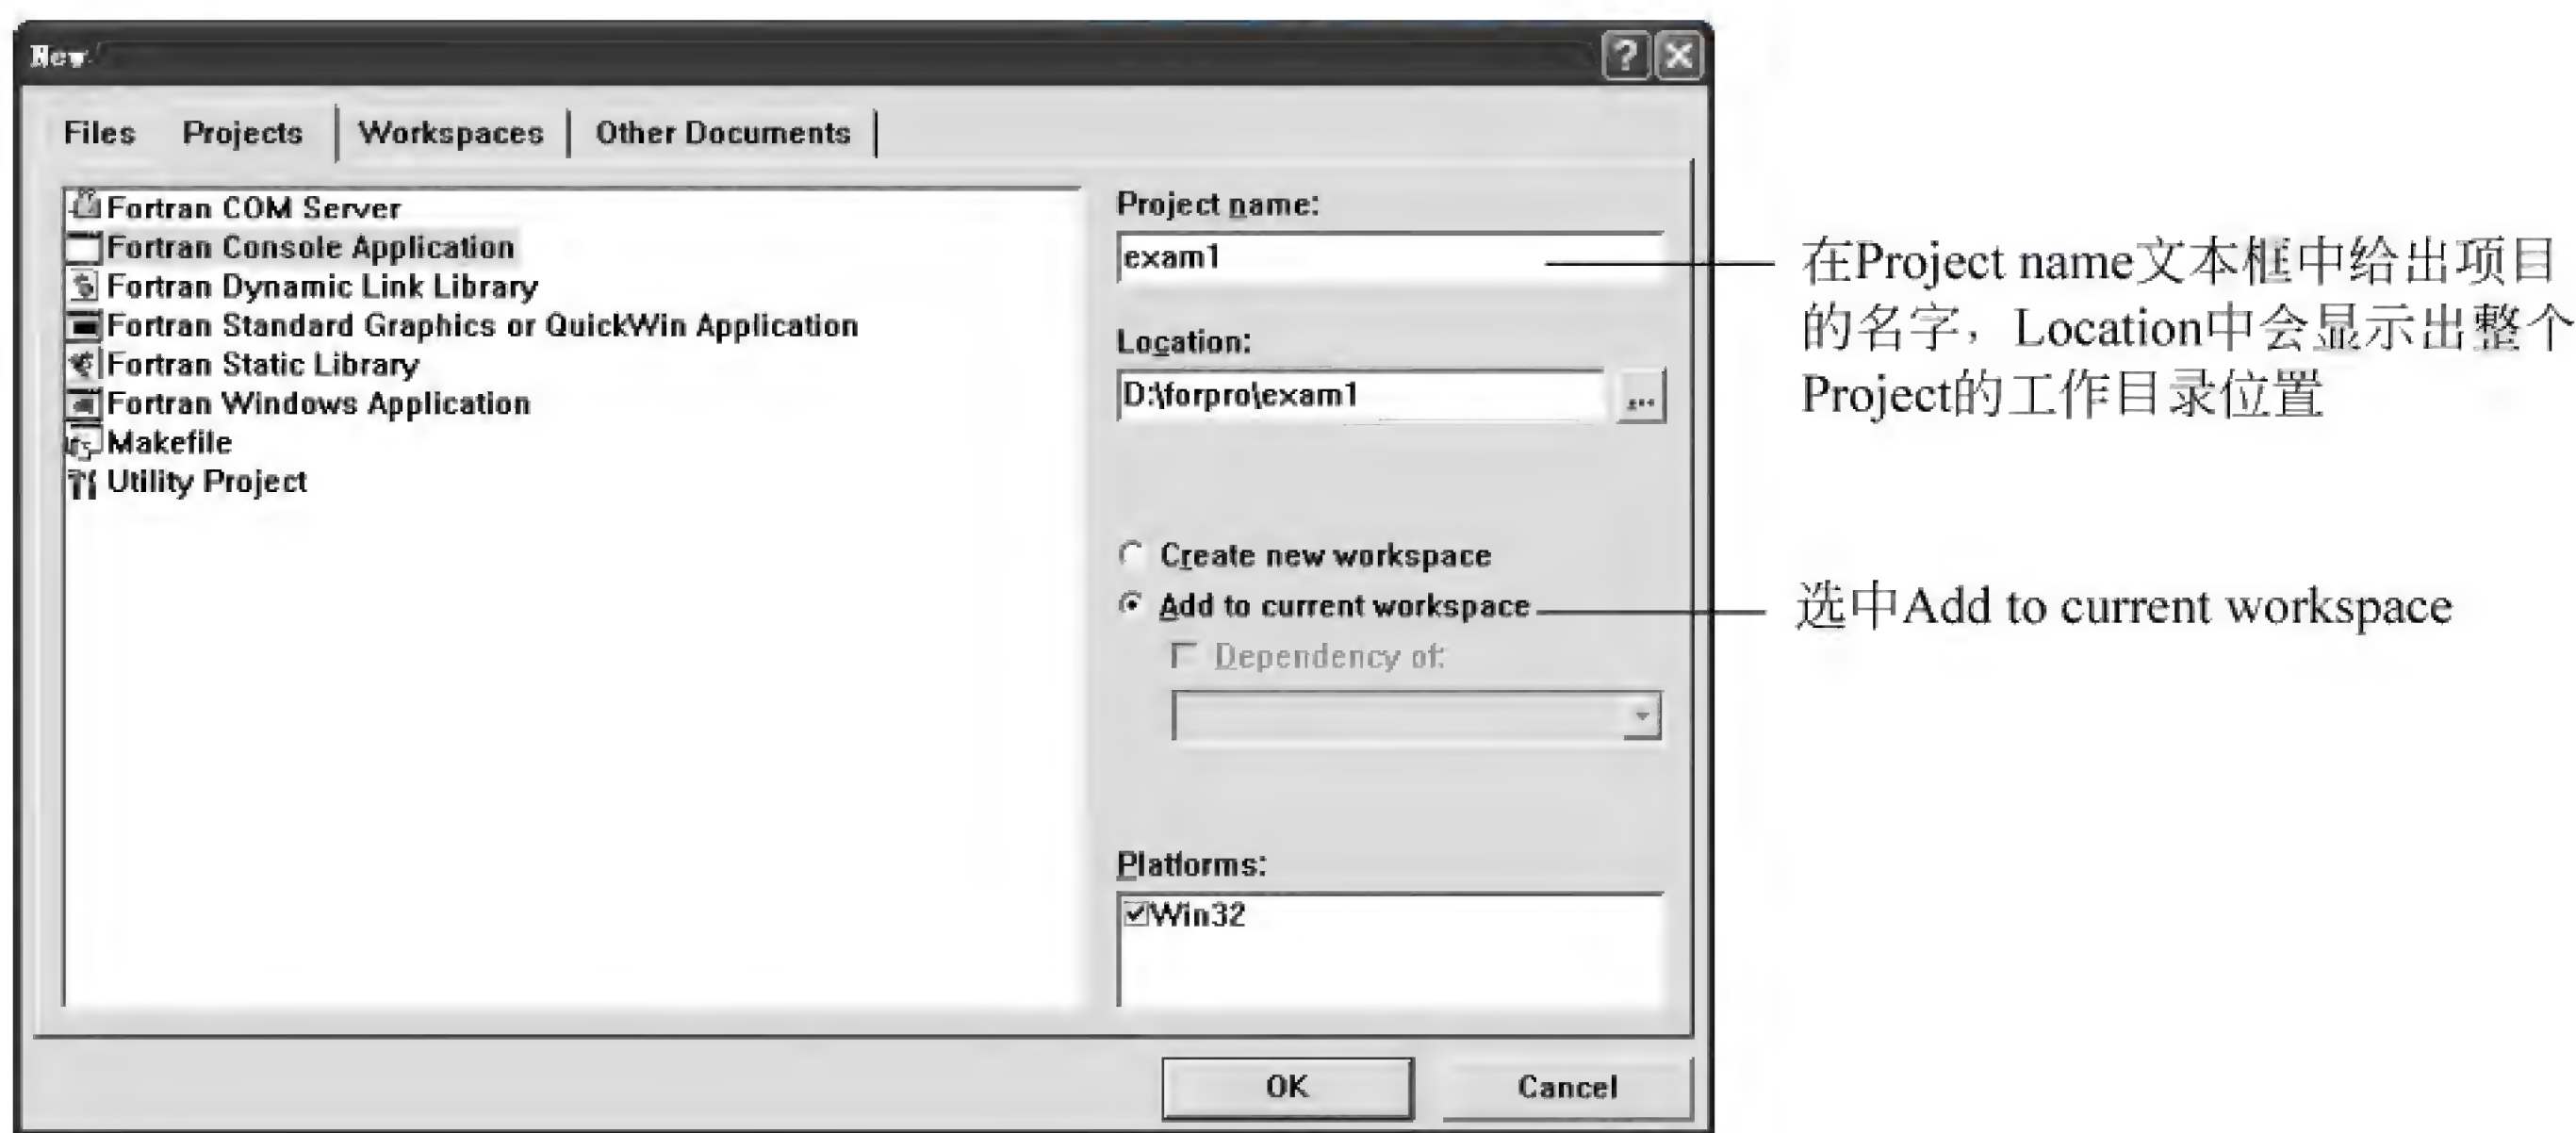 New
Files Projects Workspaces Other Documents
Fortran COM Server
Fortran Console Application
Fortran Dynamic Link Library
Fortran Standard Graphics or QuickWin Application
Fortran Static Library
Fortran Windows Application
Makefile
Utility Project
Project name:
exam1
Location:
D:\forpro\exam1
...
Create new workspace
Add to current workspace
Dependency of:
Platforms:
Win32
OK Cancel
在Project name文本框中给出项目
的名字，Location中会显示出整个
Project的工作目录位置
选中Add to current workspace